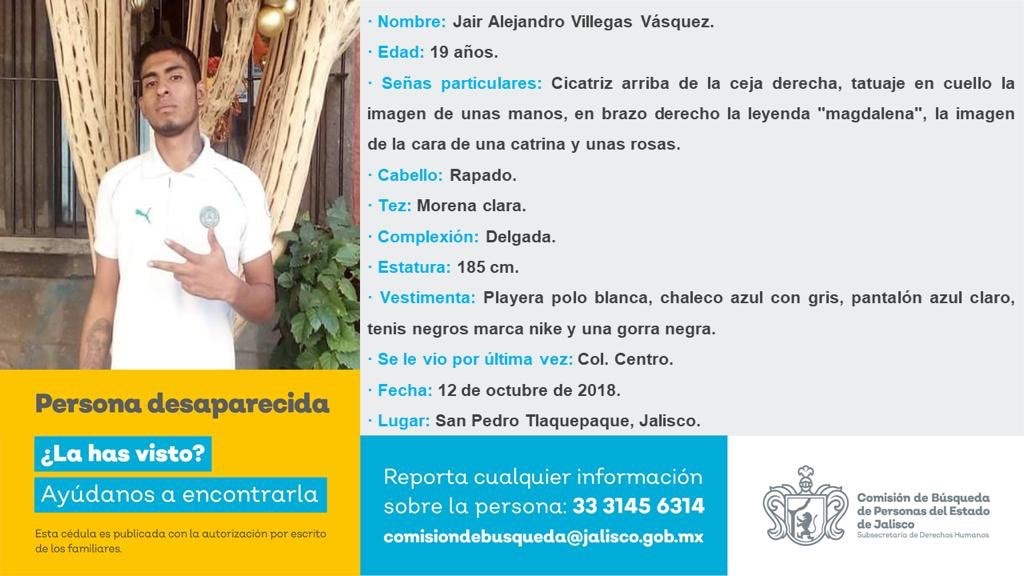 · Nombre: Jair Alejandro Villegas Vásquez.
· Edad: 19 años.
· Señas particulares: Cicatriz arriba de la ceja derecha, tatuaje en cuello la
imagen de unas manos, en brazo derecho la leyenda "magdalena", la imagen
de la cara de una catrina y unas rosas.
· Cabello: Rapado.
· Tez: Morena clara.
· Complexión: Delgada.
· Estatura: 185 cm.
· Vestimenta: Playera polo blanca, chaleco azul con gris, pantalón azul claro,
tenis negros marca nike y una gorra negra.
· Se le vio por última vez: Col. Centro.
· Fecha: 12 de octubre de 2018.
· Lugar: San Pedro Tlaquepaque, Jalisco.
Persona desaparecida
¿La has visto?
Ayúdanos a encontrarla
Esta cédula es publicada con la autorización por escrito
de los familiares.
Reporta cualquier información
sobre la persona: 33 3145 6314
comisiondebusqueda@jalisco.gob.mx
Comisión de Búsqueda
de Personas del Estado
de Jalisco
Subsecretaría de Derechos Humanos